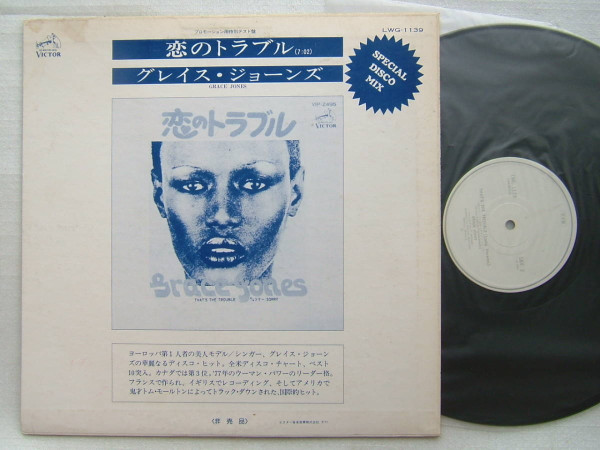 プロモーション用特別テスト盤
LWG-1139
VICTOR
恋のトラブル(7:02)
グレイス・ジョーンズ
GRACE JONES
SPECIAL
DISCO
MIX
恋のトラブル
VICTOR
Grace Jones
THAT'S THE TROUBLE
SORRY
ヨーロッパ第1人者の美人モデル/シンガー、グレイス・ジョーン
ズの華麗なるディスコ・ヒット。全米ディスコ・チャート、ベスト
10突入。カナダでは第3位。'77年のウーマン・パワーのリーダー格。
フランスで作られ、イギリスでレコーディング、そしてアメリカで
鬼才トム・モールトンによってトラック・ダウンされた、国際的ヒット。
〈非売品〉